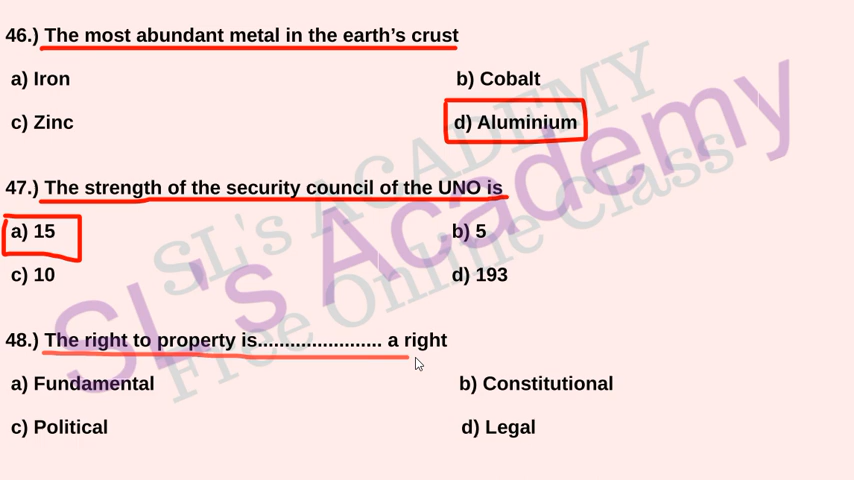 46.) The most abundant metal in the earth’s crust
a) Iron b) Cobalt
c) Zinc d) Aluminium
47.) The strength of the security council of the UNO is
a) 15 b) 5
c) 10 d) 193
48.) The right to property is....................... a right
a) Fundamental b) Constitutional
c) Political d) Legal
SL's ACADEMY
SL's Academy
Free Online Class